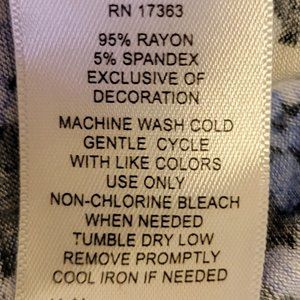 RN 17363
95% RAYON
5% SPANDEX
EXCLUSIVE OF
DECORATION
MACHINE WASH COLD
GENTLE CYCLE
WITH LIKE COLORS
USE ONLY
NON-CHLORINE BLEACH
WHEN NEEDED
TUMBLE DRY LOW
REMOVE PROMPTLY
COOL IRON IF NEEDED